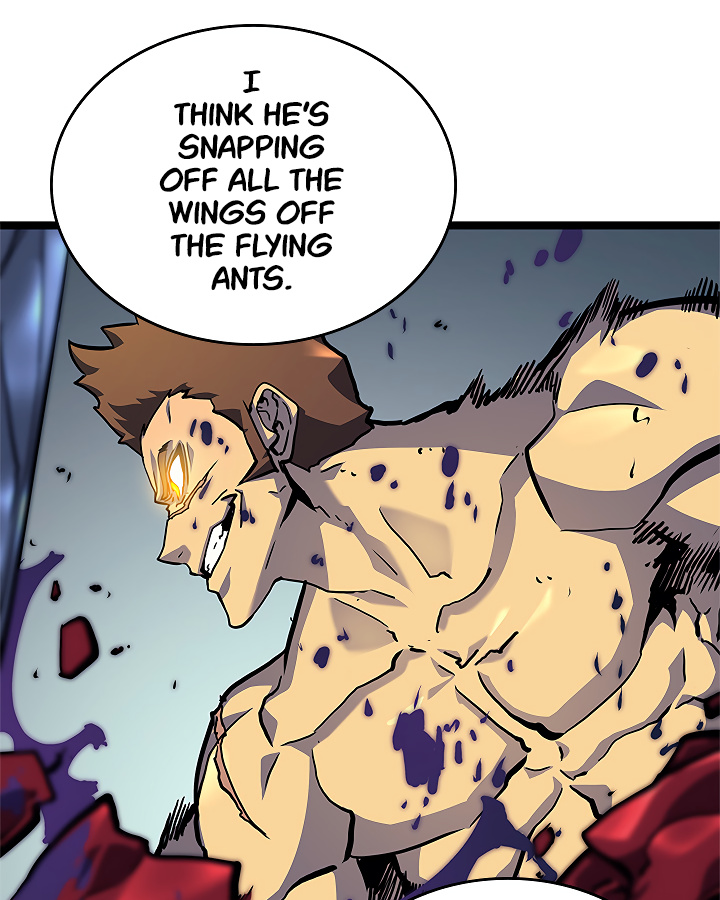 I
THINK HE'S
SNAPPING
OFF ALL THE
WINGS OFF
THE FLYING
ANTS.